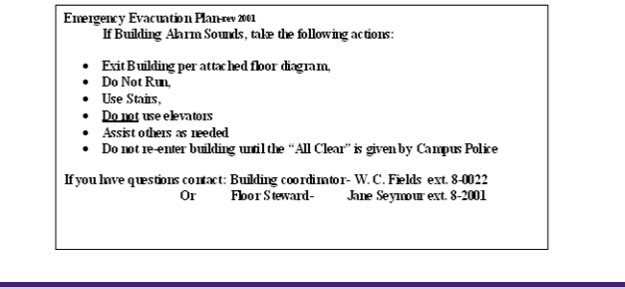 Emergency Evacuation Plan-rev 2001
If Building Alarm Sounds, take the following actions:
• Exit Building per attached floor diagram,
• Do Not Run,
• Use Stairs,
• Do not use elevators
• Assist others as needed
• Do not re-enter building until the “All Clear” is given by Campus Police
If you have questions contact: Building coordinator- W. C. Fields ext. 8-0022
Or Floor Steward- Jane Seymour ext. 8-2001